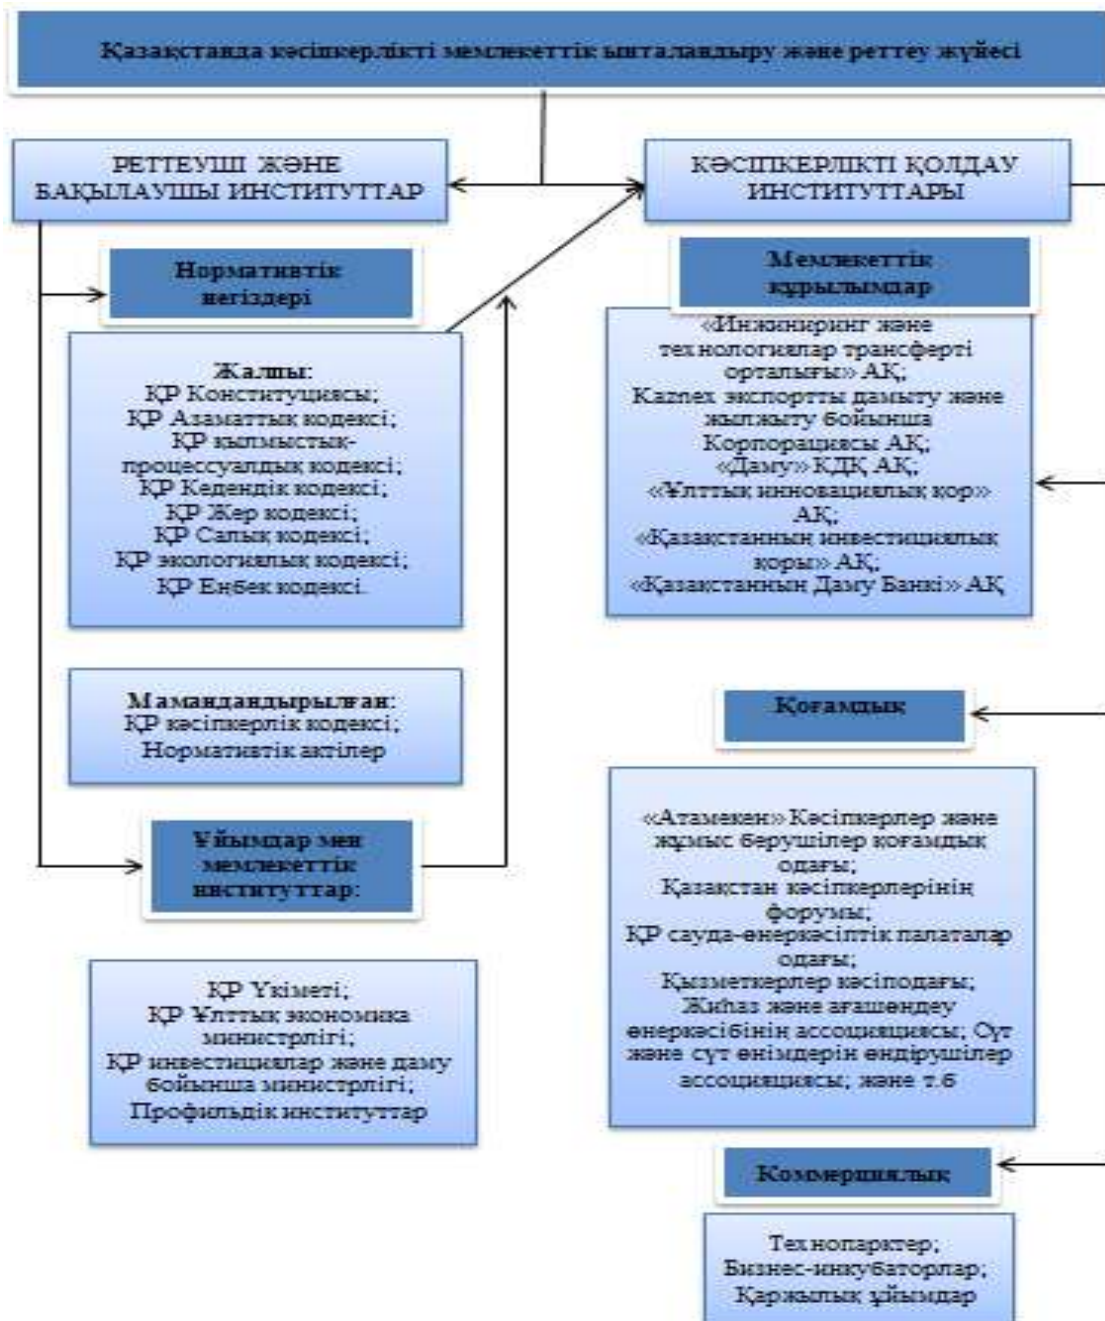 Қазақстанда кәсіпкерлікті мемлекеттік ынталандыру және реттеу жүйесі
РЕТТЕУШІ ЖӘНЕ
БАҚЫЛАУШЫ ИНСТИТУТТАР
Нормативтік
негіздері
Жалпы:
ҚР Конституциясы;
ҚР Азаматтық кодексі;
ҚР қылмыстық-
процессуалдық кодексі;
ҚР Кедендік кодексі;
ҚР Жер кодексі;
ҚР Салық кодексі;
ҚР экологиялық кодексі;
ҚР Еңбек кодексі.
Мамандандырылған:
ҚР кәсіпкерлік кодексі;
Нормативтік актілер
Ұйымдар мен
мемлекеттік
институттар:
ҚР Үкіметі;
ҚР Ұлттық экономика
министрлігі;
ҚР инвестициялар және даму
бойынша министрлігі;
Профильдік институттар
КӘСІПКЕРЛІКТІ ҚОЛДАУ
ИНСТИТУТТАРЫ
Мемлекеттік
құрылымдар
«Инжиниринг және
технологиялар трансферті
орталығы» АҚ;
Kaznex экспортты дамыту және
жылжыту бойынша
Корпорациясы АҚ;
«Даму» КДҚ АҚ;
«Ұлттық инновациялық қор»
АҚ;
«Қазақстанның инвестициялық
қоры» АҚ;
«Қазақстанның Даму Банкі» АҚ
Қоғамдық
«Атамекен» Кәсіпкерлер және
жұмыс берушілер қоғамдық
одағы;
Қазақстан кәсіпкерлерінің
форумы;
ҚР сауда-өнеркәсіптік палаталар
одағы;
Қызметкерлер кәсіподағы;
Жиһаз және ағашөңдеу
өнеркәсібінің ассоцияциясы; Сүт
және сүт өнімдерін өндірушілер
ассоцияциясы; және т.б
Коммерциялық
Технопарктер;
Бизнес-инкубаторлар;
Қаржылық ұйымдар